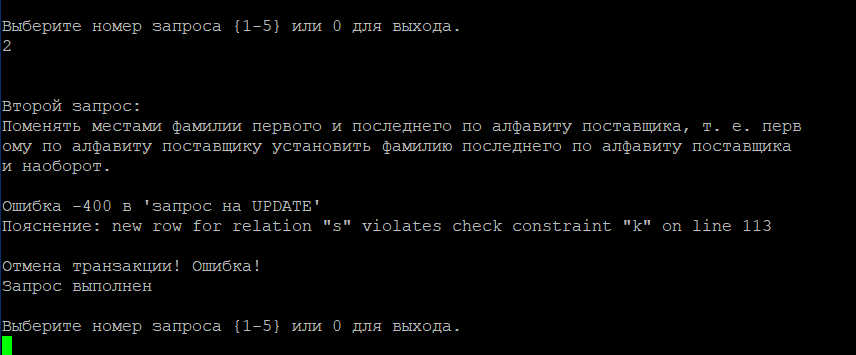 Выберите номер запроса {1-5} или 0 для выхода.
2
Второй запрос:
Поменять местами фамилии первого и последнего по алфавиту поставщика, т. е. перв
ому по алфавиту поставщику установить фамилию последнего по алфавиту поставщика
и наоборот.
Ошибка -400 в 'запрос на UPDATE'
Пояснение: new row for relation "s" violates check constraint "k" on line 113
Отмена транзакции! Ошибка!
Запрос выполнен
Выберите номер запроса {1-5} или 0 для выхода.